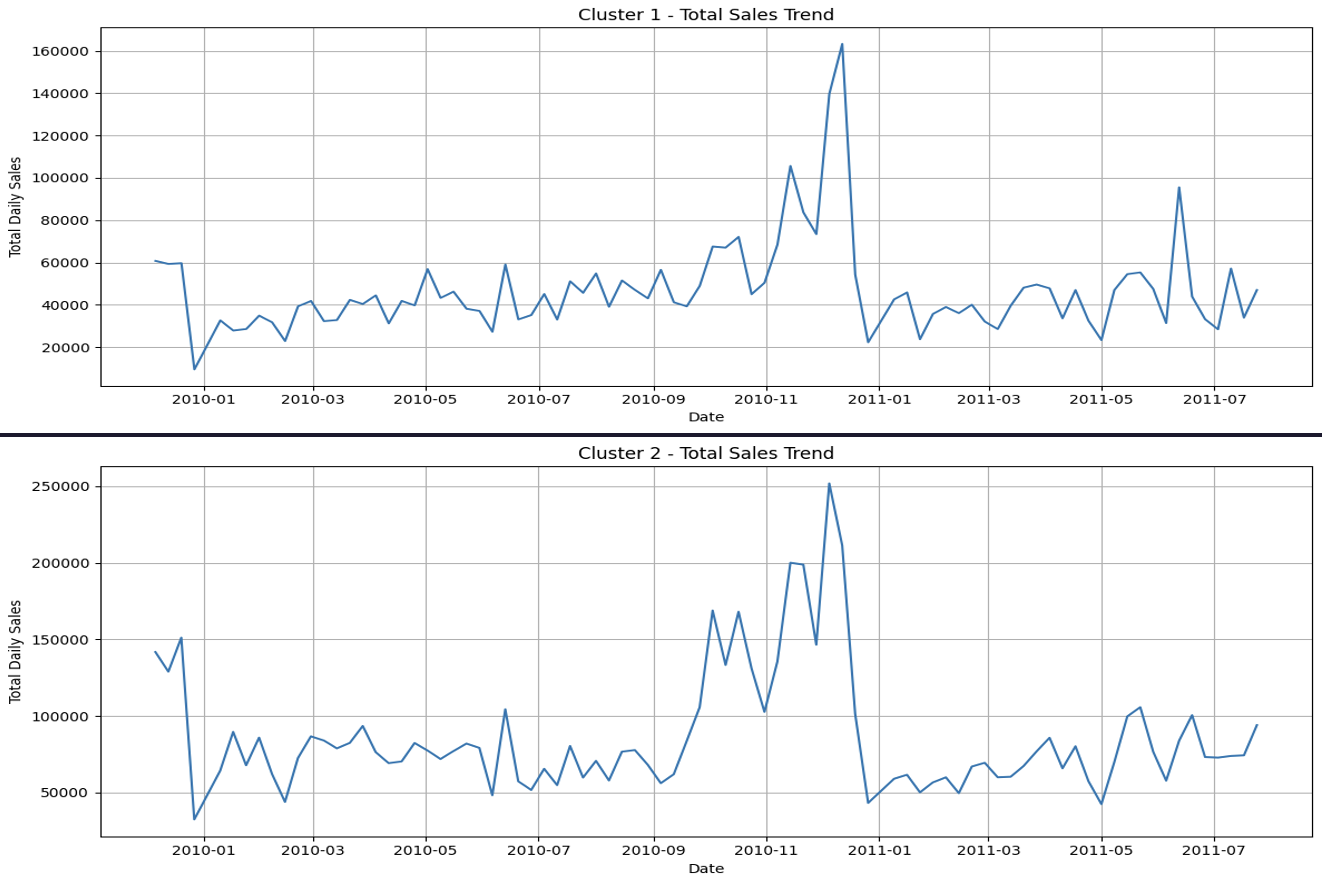 Cluster 1 - Total Sales Trend
Total Daily Sales
160000
140000
120000
100000
80000
60000
40000
20000
2010-01 2010-03 2010-05 2010-07 2010-09 2010-11 2011-01 2011-03 2011-05 2011-07
Date
Cluster 2 - Total Sales Trend
Total Daily Sales
250000
200000
150000
100000
50000
2010-01 2010-03 2010-05 2010-07 2010-09 2010-11 2011-01 2011-03 2011-05 2011-07
Date